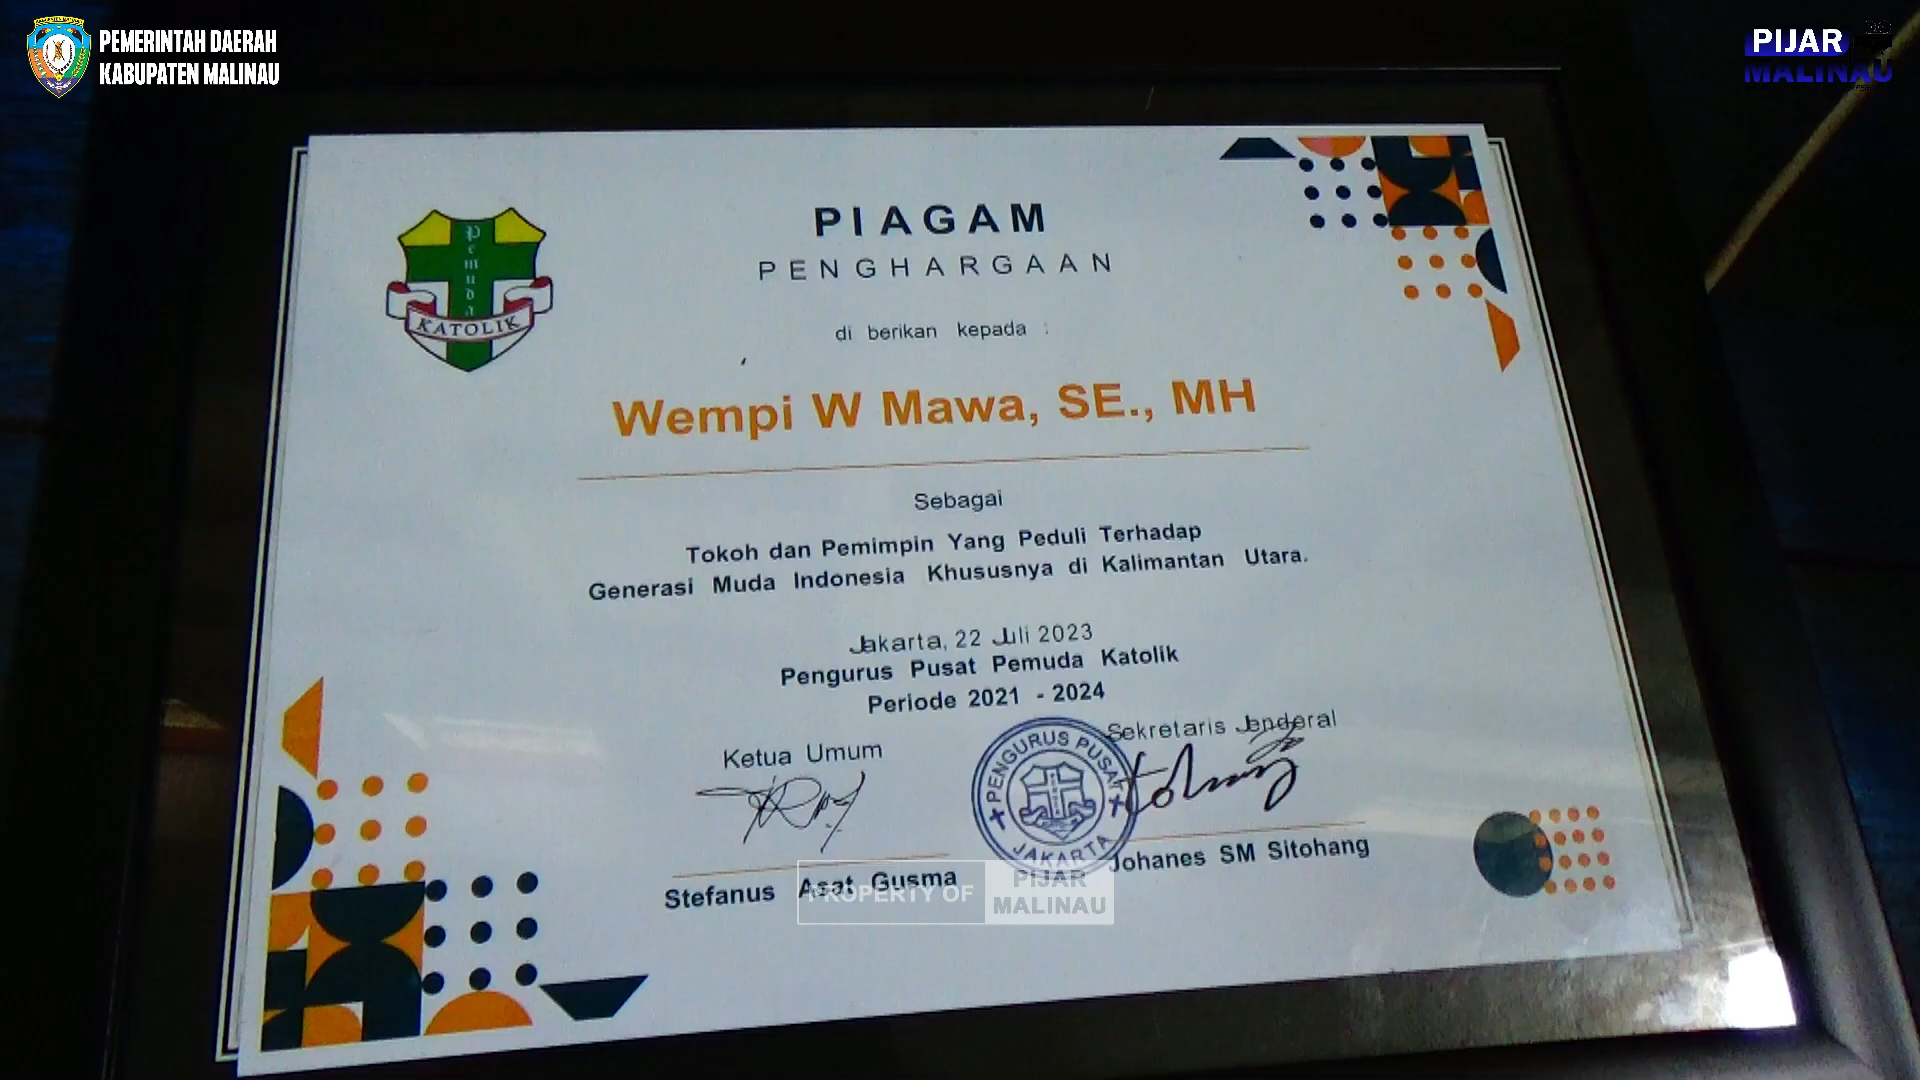 PEMERINTAH DAERAH
KABUPATEN MALINAU
PIJAR
MALINAU
Pemuda
KATOLIK
PIAGAM
PENGHARGAAN
di berikan kepada :
Wempi W Mawa, SE., MH
Sebagai
Tokoh dan Pemimpin Yang Peduli Terhadap
Generasi Muda Indonesia Khususnya di Kalimantan Utara.
Jakarta, 22 Juli 2023
Pengurus Pusat Pemuda Katolik
Periode 2021 - 2024
Ketua Umum
Sekretaris Jenderal
PENGURUS PUSAT
JAKARTA
Stefanus Asat Gusma
Johanes SM Sitohang
PROPERTY OF
PIJAR
MALINAU